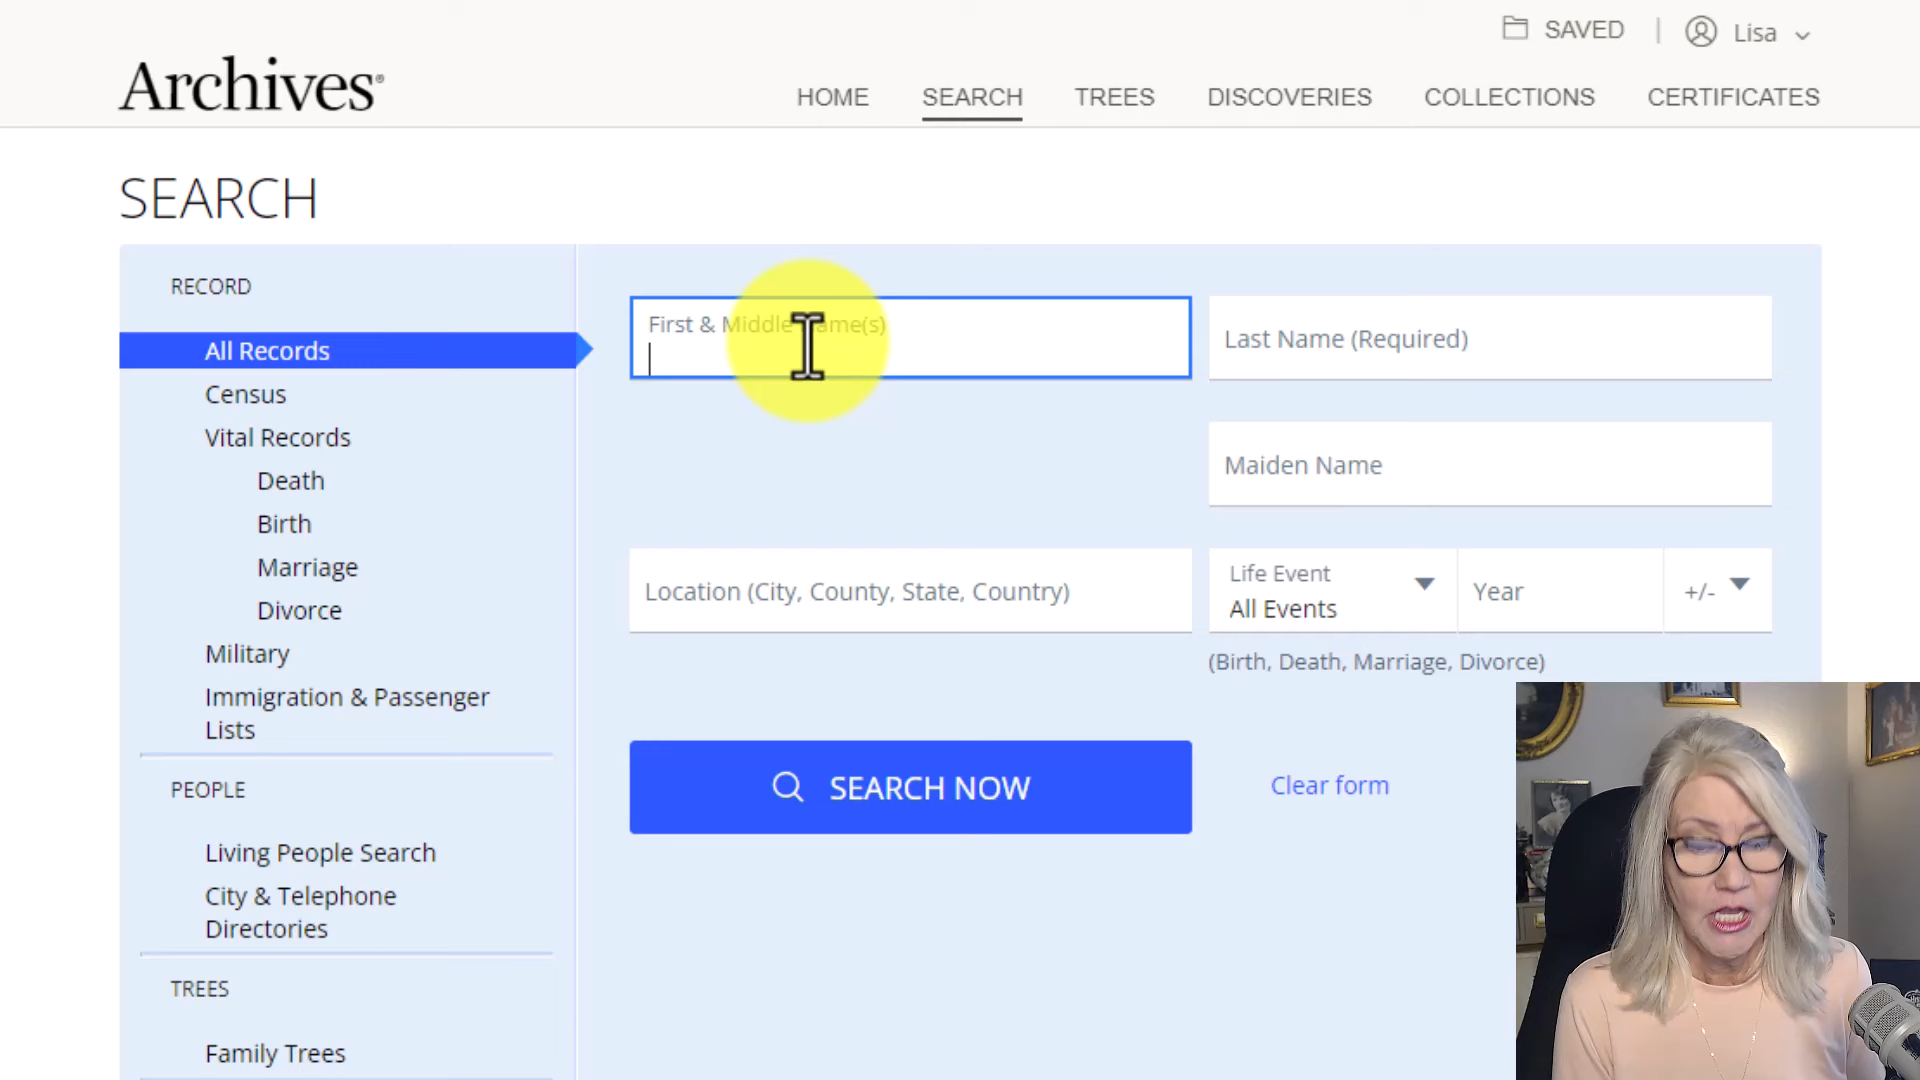 SAVED | Lisa
Archives®
HOME SEARCH TREES DISCOVERIES COLLECTIONS CERTIFICATES
SEARCH
RECORD
All Records
Census
Vital Records
Death
Birth
Marriage
Divorce
Military
Immigration & Passenger
Lists
PEOPLE
Living People Search
City & Telephone
Directories
TREES
Family Trees
First & Middle Name(s)
Last Name (Required)
Maiden Name
Location (City, County, State, Country)
Life Event
All Events
Year
+/-
(Birth, Death, Marriage, Divorce)
SEARCH NOW
Clear form